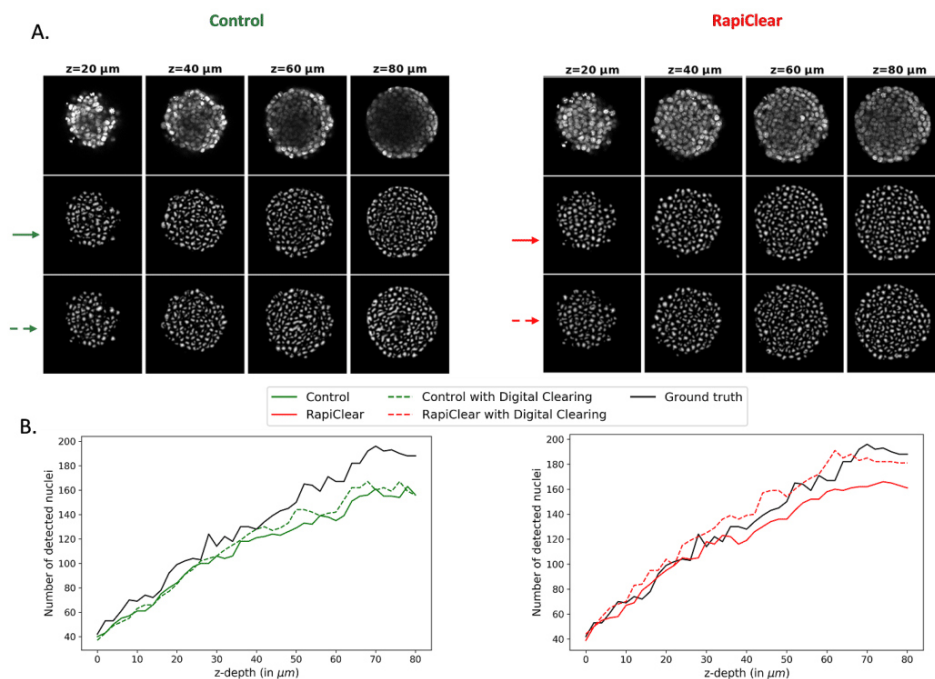 Control
RapiClear
A.
z=20 μm z=40 μm z=60 μm z=80 μm
z=20 μm z=40 μm z=60 μm z=80 μm
Control
Control with Digital Clearing
Ground truth
RapiClear
RapiClear with Digital Clearing
B.
Number of detected nuclei
200
180
160
140
120
100
80
60
40
0 10 20 30 40 50 60 70 80
z-depth (in μm)
Number of detected nuclei
200
180
160
140
120
100
80
60
40
0 10 20 30 40 50 60 70 80
z-depth (in μm)